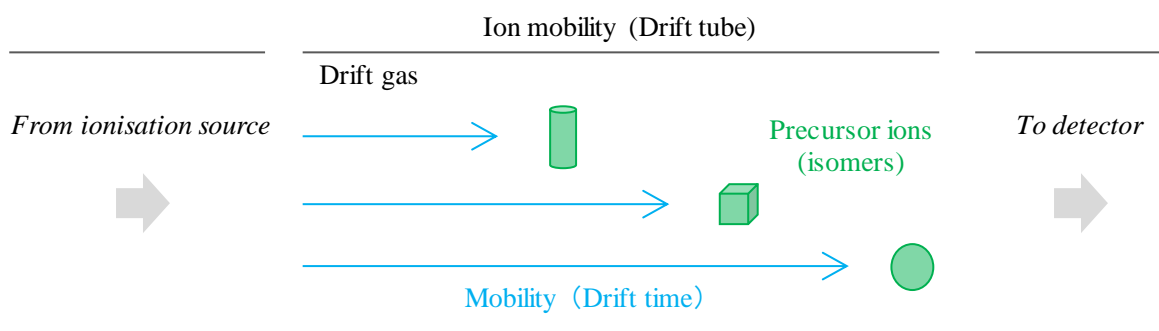 Ion mobility (Drift tube)
Drift gas
From ionisation source
Precursor ions
(isomers)
To detector
Mobility（Drift time）